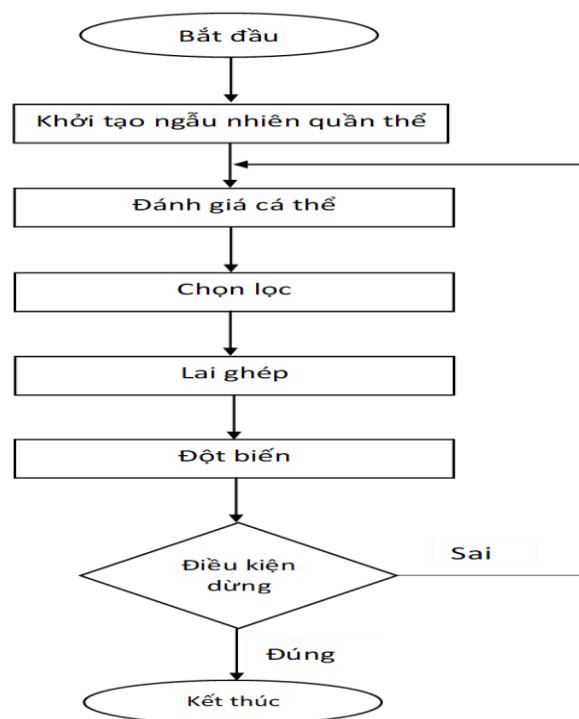 Bắt đầu
Khởi tạo ngẫu nhiên quần thể
Đánh giá cá thể
Chọn lọc
Lai ghép
Đột biến
Điều kiện
dừng
Sai
Đúng
Kết thúc